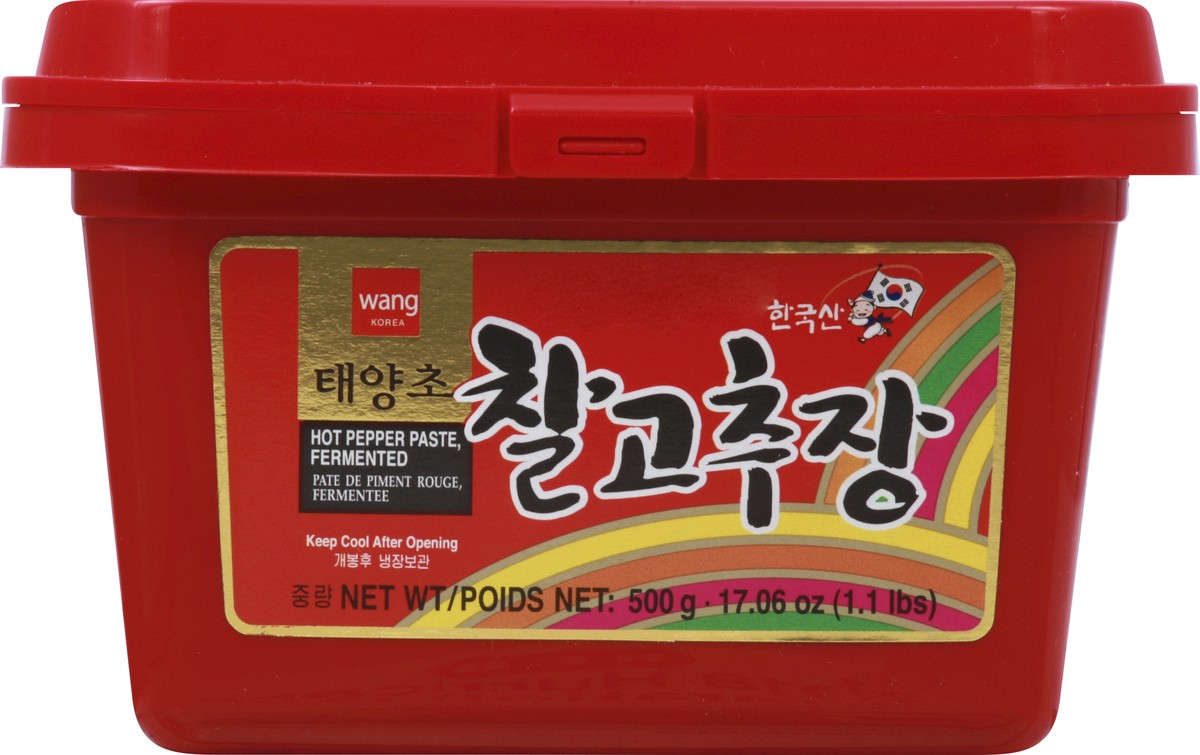 wang
KOREA
한국산
태양초
찰고추장
HOT PEPPER PASTE,
FERMENTED
PATE DE PIMENT ROUGE,
FERMENTEE
Keep Cool After Opening
개봉후 냉장보관
중량 NET WT/POIDS NET: 500 g · 17.06 oz (1.1 lbs)